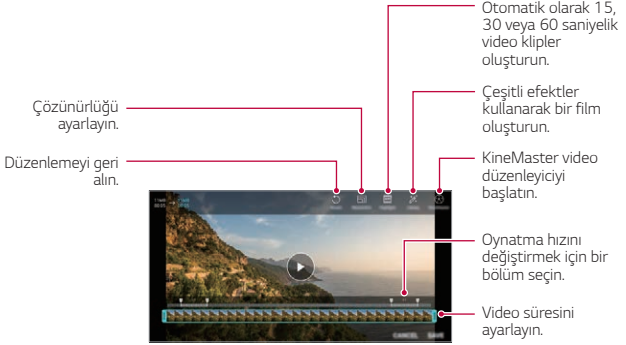 Otomatik olarak 15,
30 veya 60 saniyelik
video klipler
oluşturun.
Çeşitli efektler
kullanarak bir film
oluşturun.
Çözünürlüğü
ayarlayın.
Düzenlemeyi geri
alın.
KineMaster video
düzenleyiciyi
başlatın.
Oynatma hızını
değiştirmek için bir
bölüm seçin.
Video süresini
ayarlayın.
CANCEL SAVE